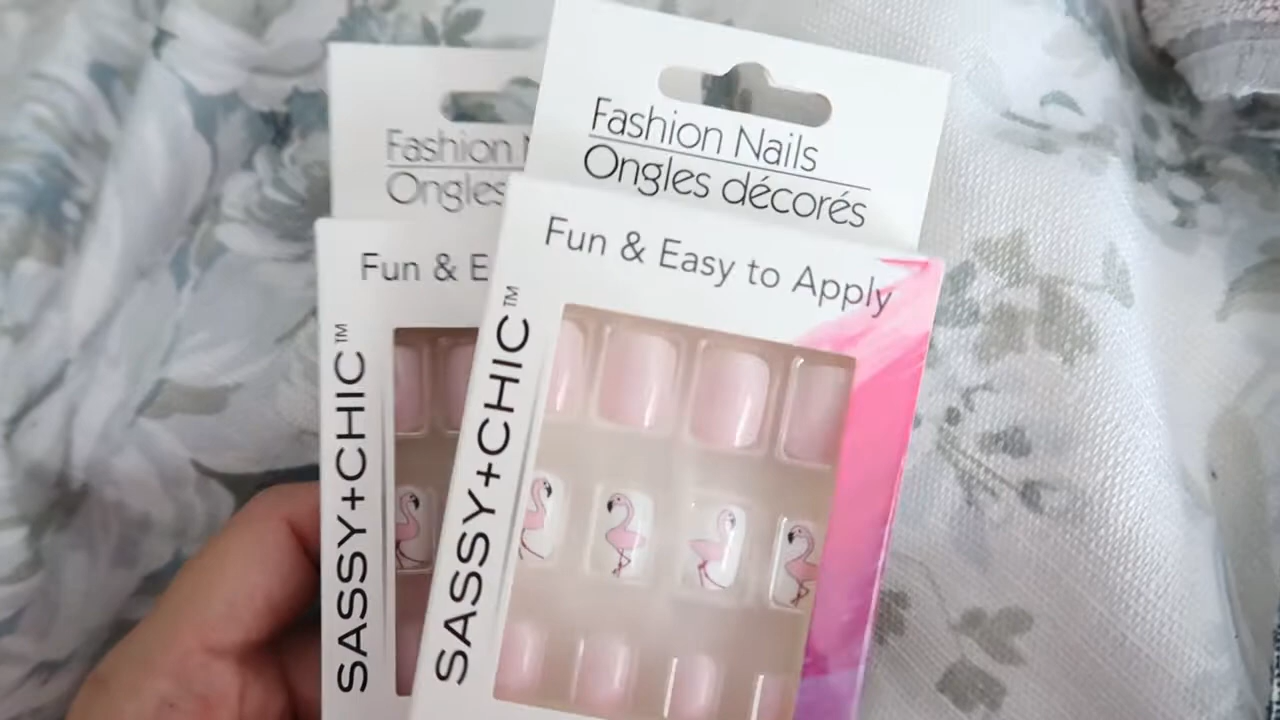 Fashion Nails
Ongles décorés
Fun & Easy to Apply
SASSY+CHIC™
Fashion N
Ongles
Fun & E
SASSY+CHIC™